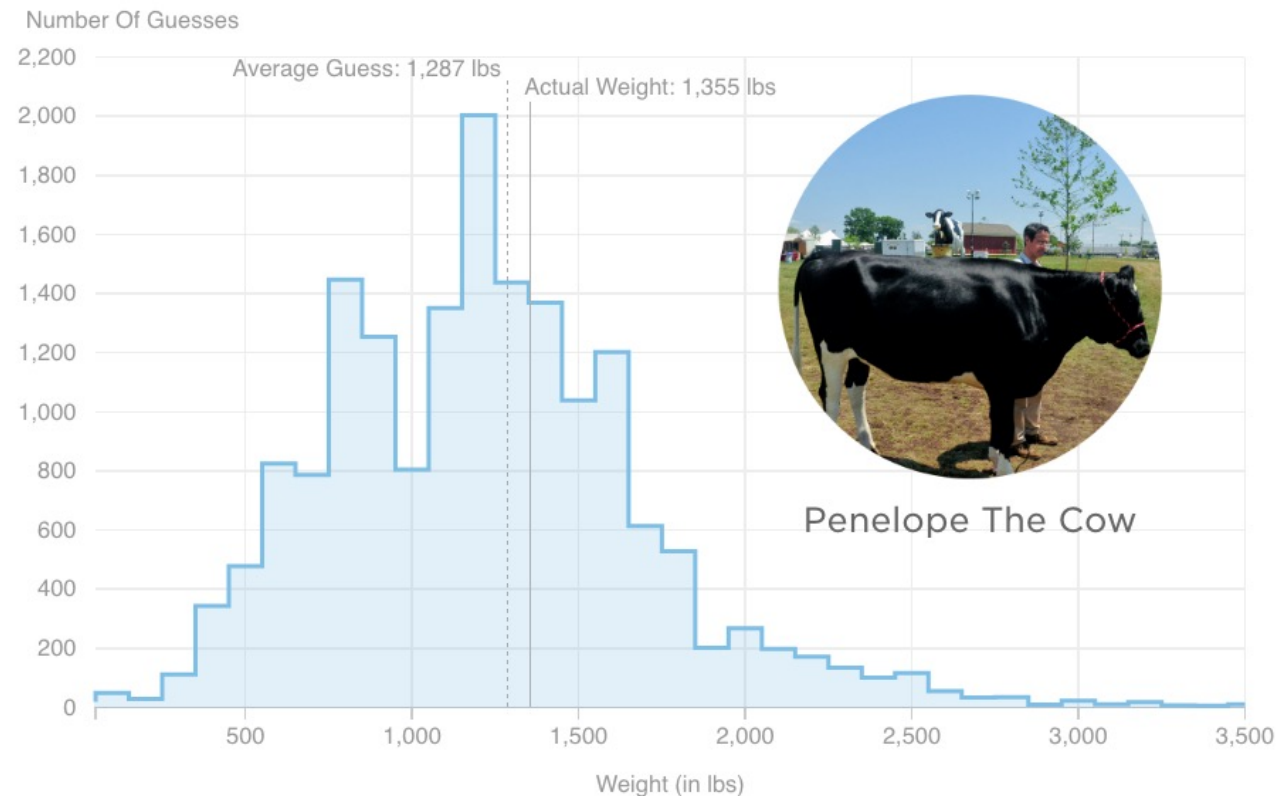 Number Of Guesses
2,200
Average Guess: 1,287 lbs
Actual Weight: 1,355 lbs
2,000
1,800
1,600
1,400
1,200
1,000
800
600
400
200
0
Penelope The Cow
500 1,000 1,500 2,000 2,500 3,000 3,500
Weight (in lbs)